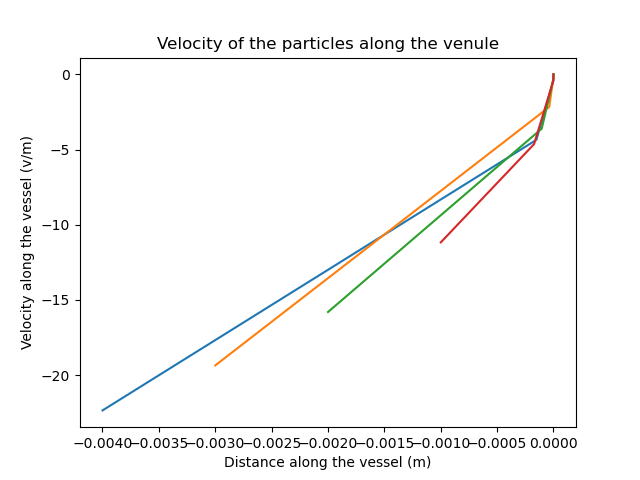 Velocity of the particles along the venule
Velocity along the vessel (v/m)
0
−5
−10
−15
−20
−0.0040−0.0035−0.0030−0.0025−0.0020−0.0015−0.0010−0.0005 0.0000
Distance along the vessel (m)